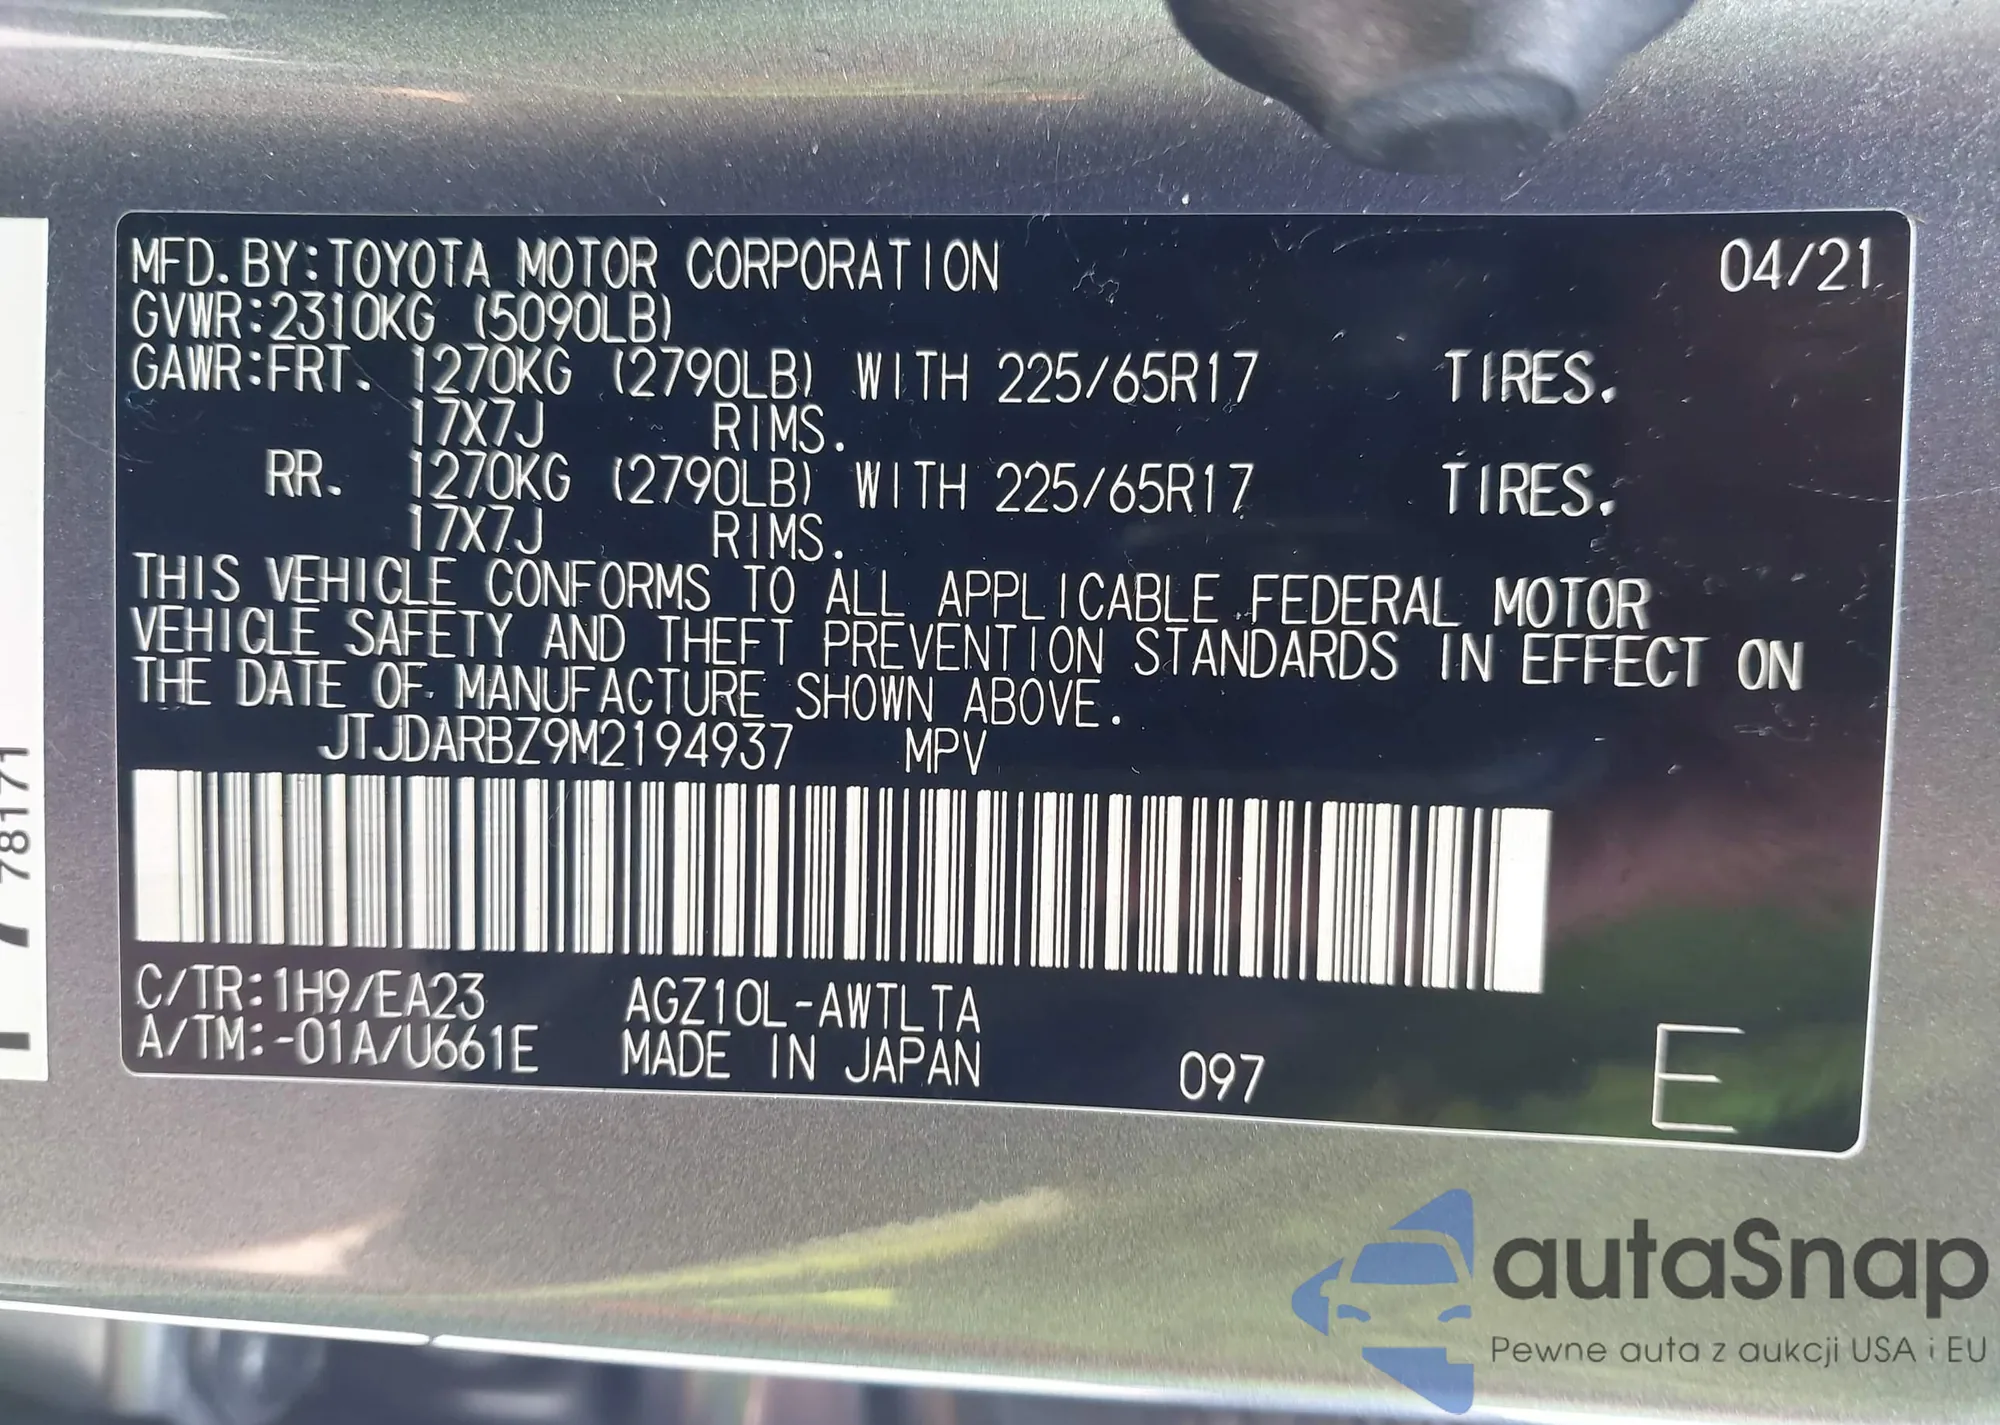 MFD. BY: TOYOTA MOTOR CORPORATION 04/21
GVWR: 2310KG (5090LB)
GAWR: FRT. 1270KG (2790LB) WITH 225/65R17 TIRES.
17X7J RIMS.
RR. 1270KG (2790LB) WITH 225/65R17 TIRES.
17X7J RIMS.
THIS VEHICLE CONFORMS TO ALL APPLICABLE FEDERAL MOTOR
VEHICLE SAFETY AND THEFT PREVENTION STANDARDS IN EFFECT ON
THE DATE OF MANUFACTURE SHOWN ABOVE.
JTJDARBZ9M2194937 MPV
C/TR: 1H9/EA23 AGZ10L-AWTLTA
A/TM: -01A/U661E MADE IN JAPAN 097 E
78171
autaSnap
Pewne auta z aukcji USA i EU